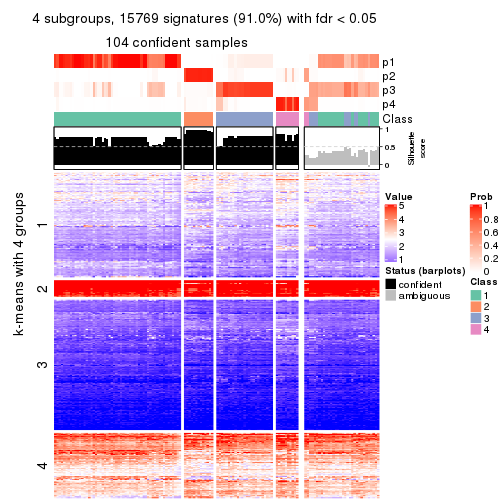 4 subgroups, 15769 signatures (91.0%) with fdr < 0.05
104 confident samples
p1
p2
p3
p4
Class
1
0.5
0
Silhouette
score
k-means with 4 groups
1
2
3
4
Value
5
4
3
2
1
Status (barplots)
confident
ambiguous
Prob
1
0.8
0.6
0.4
0.2
0
Class
1
2
3
4